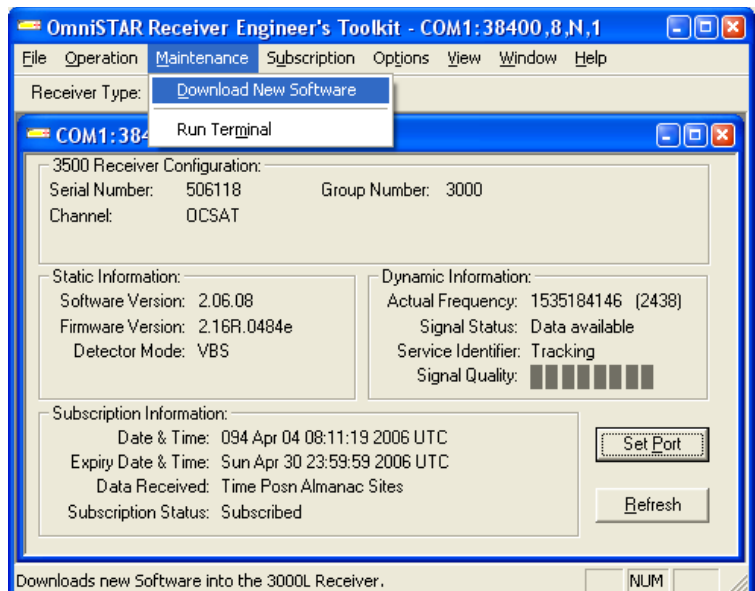 OmniSTAR Receiver Engineer's Toolkit - COM1:38400,8,N,1
File Operation Maintenance Subscription Options View Window Help
Receiver Type:
Download New Software
Run Terminal
COM1:384
3500 Receiver Configuration:
Serial Number: 506118 Group Number: 3000
Channel: OCSAT
Static Information:
Software Version: 2.06.08
Firmware Version: 2.16R.0484e
Detector Mode: VBS
Dynamic Information:
Actual Frequency: 1535184146 (2438)
Signal Status: Data available
Service Identifier: Tracking
Signal Quality:
Subscription Information:
Date & Time: 094 Apr 04 08:11:19 2006 UTC
Expiry Date & Time: Sun Apr 30 23:59:59 2006 UTC
Data Received: Time Posn Almanac Sites
Subscription Status: Subscribed
Set Port
Refresh
Downloads new Software into the 3000L Receiver.
NUM